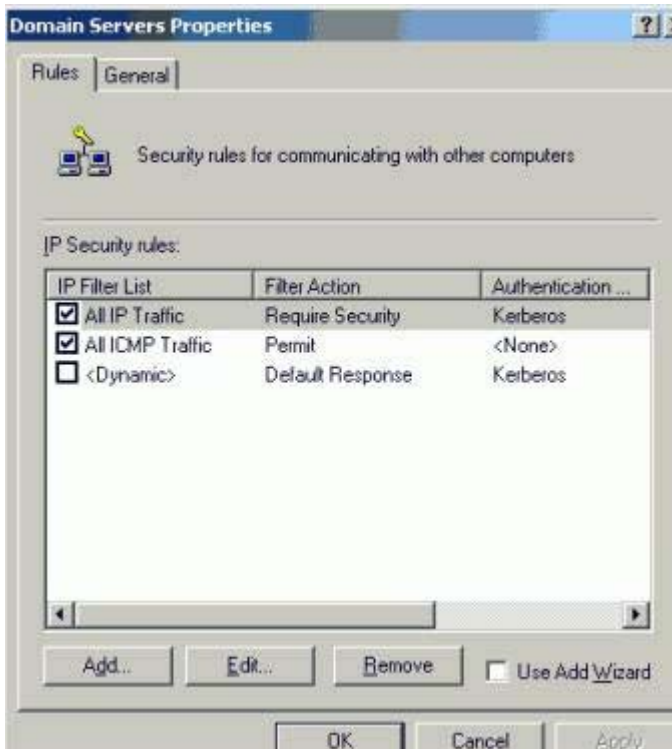 Domain Servers Properties
Rules General
Security rules for communicating with other computers
IP Security rules:
IP Filter List Filter Action Authentication ...
All IP Traffic Require Security Kerberos
All ICMP Traffic Permit <None>
<Dynamic> Default Response Kerberos
Add... Edit... Remove Use Add Wizard
OK Cancel Apply